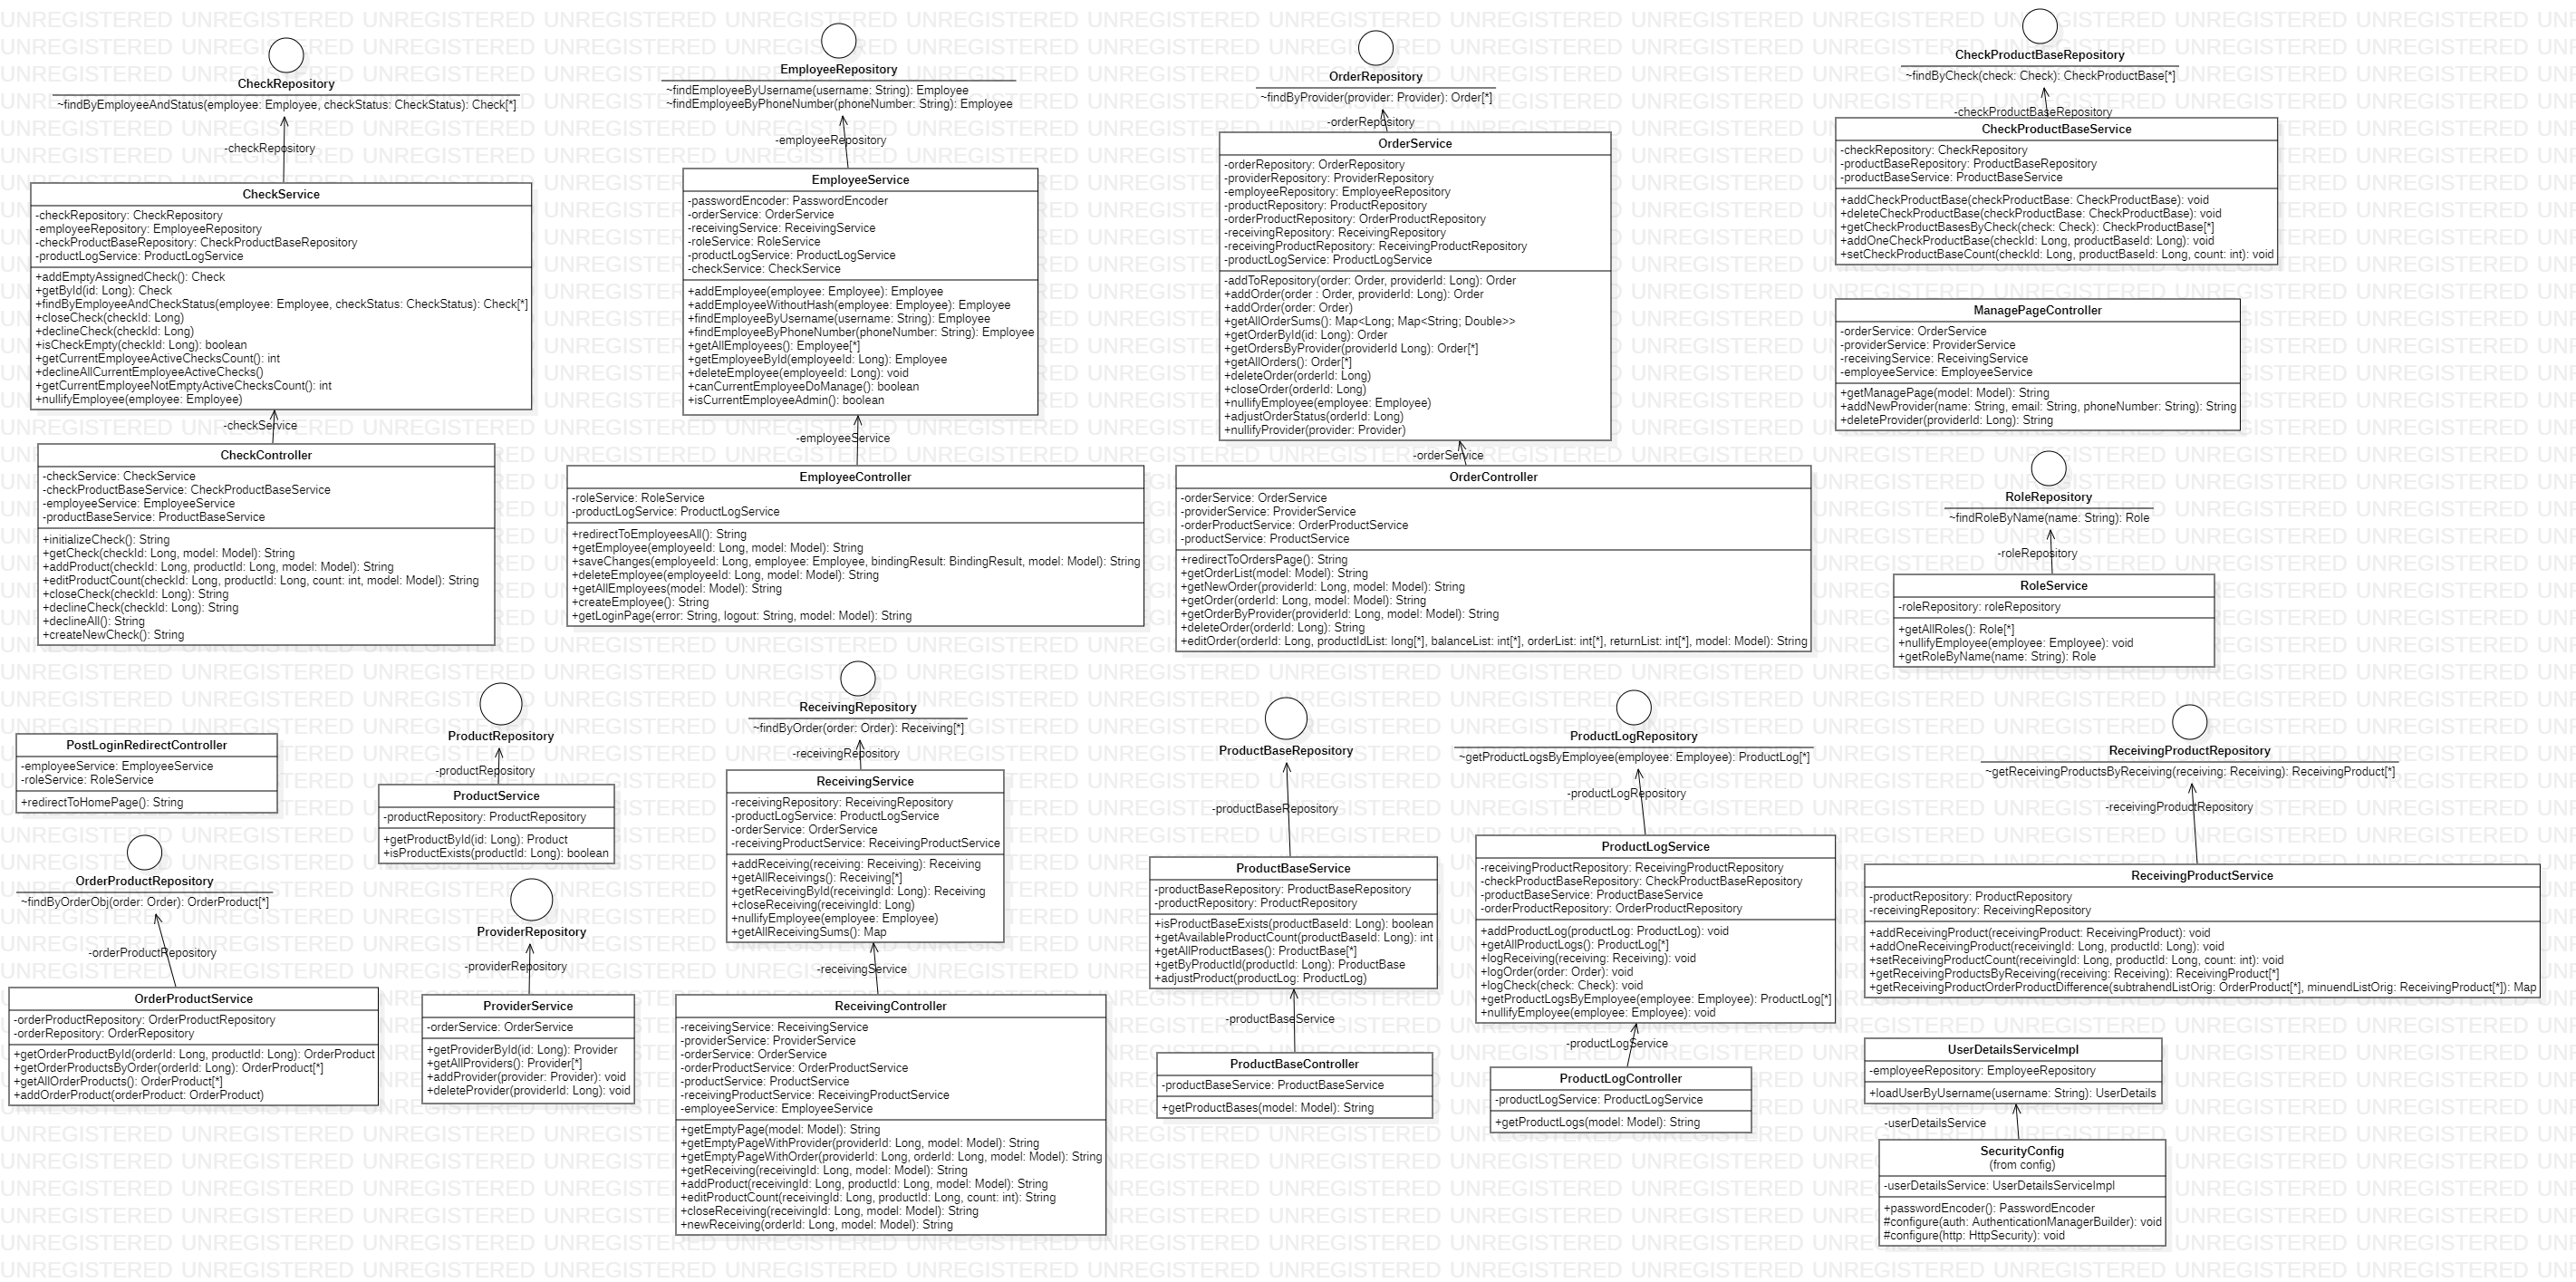 CheckRepository
~findByEmployeeAndStatus(employee: Employee, checkStatus: CheckStatus): Check[*]
-checkRepository
CheckService
-checkRepository: CheckRepository
-employeeRepository: EmployeeRepository
-checkProductBaseRepository: CheckProductBaseRepository
-productLogService: ProductLogService
+addEmptyAssignedCheck(): Check
+getById(id: Long): Check
+findByEmployeeAndCheckStatus(employee: Employee, checkStatus: CheckStatus): Check[*]
+closeCheck(checkId: Long)
+declineCheck(checkId: Long)
+isCheckEmpty(checkId: Long): boolean
+getCurrentEmployeeActiveChecksCount(): int
+declineAllCurrentEmployeeActiveChecks()
+getCurrentEmployeeNotEmptyActiveChecksCount(): int
+nullifyEmployee(employee: Employee)
-checkService
CheckController
-checkService: CheckService
-checkProductBaseService: CheckProductBaseService
-employeeService: EmployeeService
-productBaseService: ProductBaseService
+initializeCheck(): String
+getCheck(checkId: Long, model: Model): String
+addProduct(checkId: Long, productId: Long, model: Model): String
+editProductCount(checkId: Long, productId: Long, count: int, model: Model): String
+closeCheck(checkId: Long): String
+declineCheck(checkId: Long): String
+declineAll(): String
+createNewCheck(): String
EmployeeRepository
~findEmployeeByUsername(username: String): Employee
~findEmployeeByPhoneNumber(phoneNumber: String): Employee
-employeeRepository
EmployeeService
-passwordEncoder: PasswordEncoder
-orderService: OrderService
-receivingService: ReceivingService
-roleService: RoleService
-productLogService: ProductLogService
-checkService: CheckService
+addEmployee(employee: Employee): Employee
+addEmployeeWithoutHash(employee: Employee): Employee
+findEmployeeByUsername(username: String): Employee
+findEmployeeByPhoneNumber(phoneNumber: String): Employee
+getAllEmployees(): Employee[*]
+getEmployeeById(employeeId: Long): Employee
+deleteEmployee(employeeId: Long): void
+canCurrentEmployeeDoManage(): boolean
+isCurrentEmployeeAdmin(): boolean
-employeeService
EmployeeController
-roleService: RoleService
-productLogService: ProductLogService
+redirectToEmployeesAll(): String
+getEmployee(employeeId: Long, model: Model): String
+saveChanges(employeeId: Long, employee: Employee, bindingResult: BindingResult, model: Model): String
+deleteEmployee(employeeId: Long, model: Model): String
+getAllEmployees(model: Model): String
+createEmployee(): String
+getLoginPage(error: String, logout: String, model: Model): String
OrderRepository
~findByProvider(provider: Provider): Order[*]
-orderRepository
OrderService
-orderRepository: OrderRepository
-providerRepository: ProviderRepository
-employeeRepository: EmployeeRepository
-productRepository: ProductRepository
-orderProductRepository: OrderProductRepository
-receivingRepository: ReceivingRepository
-receivingProductRepository: ReceivingProductRepository
-productLogService: ProductLogService
-addToRepository(order: Order, providerId: Long): Order
+addOrder(order : Order, providerId: Long): Order
+addOrder(order: Order)
+getAllOrderSums(): Map<Long; Map<String; Double>>
+getOrderById(id: Long): Order
+getOrdersByProvider(providerId Long): Order[*]
+getAllOrders(): Order[*]
+deleteOrder(orderId: Long)
+closeOrder(orderId: Long)
+nullifyEmployee(employee: Employee)
+adjustOrderStatus(orderId: Long)
+nullifyProvider(provider: Provider)
-orderService
OrderController
-orderService: OrderService
-providerService: ProviderService
-orderProductService: OrderProductService
-productService: ProductService
+redirectToOrdersPage(): String
+getOrderList(model: Model): String
+getNewOrder(providerId: Long, model: Model): String
+getOrder(orderId: Long, model: Model): String
+getOrderByProvider(providerId: Long, model: Model): String
+deleteOrder(orderId: Long): String
+editOrder(orderId: Long, productIdList: long[*], balanceList: int[*], orderList: int[*], returnList: int[*], model: Model): String
CheckProductBaseRepository
~findByCheck(check: Check): CheckProductBase[*]
-checkProductBaseRepository
CheckProductBaseService
-checkRepository: CheckRepository
-productBaseRepository: ProductBaseRepository
-productBaseService: ProductBaseService
+addCheckProductBase(checkProductBase: CheckProductBase): void
+deleteCheckProductBase(checkProductBase: CheckProductBase): void
+getCheckProductBasesByCheck(check: Check): CheckProductBase[*]
+addOneCheckProductBase(checkId: Long, productBaseId: Long): void
+setCheckProductBaseCount(checkId: Long, productBaseId: Long, count: int): void
ManagePageController
-orderService: OrderService
-providerService: ProviderService
-receivingService: ReceivingService
-employeeService: EmployeeService
+getManagePage(model: Model): String
+addNewProvider(name: String, email: String, phoneNumber: String): String
+deleteProvider(providerId: Long): String
RoleRepository
~findRoleByName(name: String): Role
-roleRepository
RoleService
-roleRepository: roleRepository
+getAllRoles(): Role[*]
+nullifyEmployee(employee: Employee): void
+getRoleByName(name: String): Role
PostLoginRedirectController
-employeeService: EmployeeService
-roleService: RoleService
+redirectToHomePage(): String
OrderProductRepository
~findByOrderObj(order: Order): OrderProduct[*]
-orderProductRepository
OrderProductService
-orderProductRepository: OrderProductRepository
-orderRepository: OrderRepository
+getOrderProductById(orderId: Long, productId: Long): OrderProduct
+getOrderProductsByOrder(orderId: Long): OrderProduct[*]
+getAllOrderProducts(): OrderProduct[*]
+addOrderProduct(orderProduct: OrderProduct)
ProductRepository
-productRepository
ProductService
-productRepository: ProductRepository
+getProductById(id: Long): Product
+isProductExists(productId: Long): boolean
ProviderRepository
-providerRepository
ProviderService
-orderService: OrderService
+getProviderById(id: Long): Provider
+getAllProviders(): Provider[*]
+addProvider(provider: Provider): void
+deleteProvider(providerId: Long): void
ReceivingRepository
~findByOrder(order: Order): Receiving[*]
-receivingRepository
ReceivingService
-receivingRepository: ReceivingRepository
-productLogService: ProductLogService
-orderService: OrderService
-receivingProductService: ReceivingProductService
+addReceiving(receiving: Receiving): Receiving
+getAllReceivings(): Receiving[*]
+getReceivingById(receivingId: Long): Receiving
+closeReceiving(receivingId: Long)
+nullifyEmployee(employee: Employee)
+getAllReceivingSums(): Map
-receivingService
ReceivingController
-receivingService: ReceivingService
-providerService: ProviderService
-orderService: OrderService
-orderProductService: OrderProductService
-productService: ProductService
-receivingProductService: ReceivingProductService
-employeeService: EmployeeService
+getEmptyPage(model: Model): String
+getEmptyPageWithProvider(providerId: Long, model: Model): String
+getEmptyPageWithOrder(providerId: Long, orderId: Long, model: Model): String
+getReceiving(receivingId: Long, model: Model): String
+addProduct(receivingId: Long, productId: Long, model: Model): String
+editProductCount(receivingId: Long, productId: Long, count: int): String
+closeReceiving(receivingId: Long, model: Model): String
+newReceiving(orderId: Long, model: Model): String
ProductBaseRepository
-productBaseRepository
ProductBaseService
-productBaseRepository: ProductBaseRepository
-productRepository: ProductRepository
+isProductBaseExists(productBaseId: Long): boolean
+getAvailableProductCount(productBaseId: Long): int
+getAllProductBases(): ProductBase[*]
+getByProductId(productId: Long): ProductBase
+adjustProduct(productLog: ProductLog)
-productBaseService
ProductBaseController
-productBaseService: ProductBaseService
+getProductBases(model: Model): String
ProductLogRepository
~getProductLogsByEmployee(employee: Employee): ProductLog[*]
-productLogRepository
ProductLogService
-receivingProductRepository: ReceivingProductRepository
-checkProductBaseRepository: CheckProductBaseRepository
-productBaseService: ProductBaseService
-orderProductRepository: OrderProductRepository
+addProductLog(productLog: ProductLog): void
+getAllProductLogs(): ProductLog[*]
+logReceiving(receiving: Receiving): void
+logOrder(order: Order): void
+logCheck(check: Check): void
+getProductLogsByEmployee(employee: Employee): ProductLog[*]
+nullifyEmployee(employee: Employee): void
-productLogService
ProductLogController
-productLogService: ProductLogService
+getProductLogs(model: Model): String
ReceivingProductRepository
~getReceivingProductsByReceiving(receiving: Receiving): ReceivingProduct[*]
-receivingProductRepository
ReceivingProductService
-productRepository: ProductRepository
-receivingRepository: ReceivingRepository
+addReceivingProduct(receivingProduct: ReceivingProduct): void
+addOneReceivingProduct(receivingId: Long, productId: Long): void
+setReceivingProductCount(receivingId: Long, productId: Long, count: int): void
+getReceivingProductsByReceiving(receiving: Receiving): ReceivingProduct[*]
+getReceivingProductOrderProductDifference(subtrahendListOrig: OrderProduct[*], minuendListOrig: ReceivingProduct[*]): Map
UserDetailsServiceImpl
-employeeRepository: EmployeeRepository
+loadUserByUsername(username: String): UserDetails
-userDetailsService
SecurityConfig
(from config)
-userDetailsService: UserDetailsServiceImpl
+passwordEncoder(): PasswordEncoder
#configure(auth: AuthenticationManagerBuilder): void
#configure(http: HttpSecurity): void